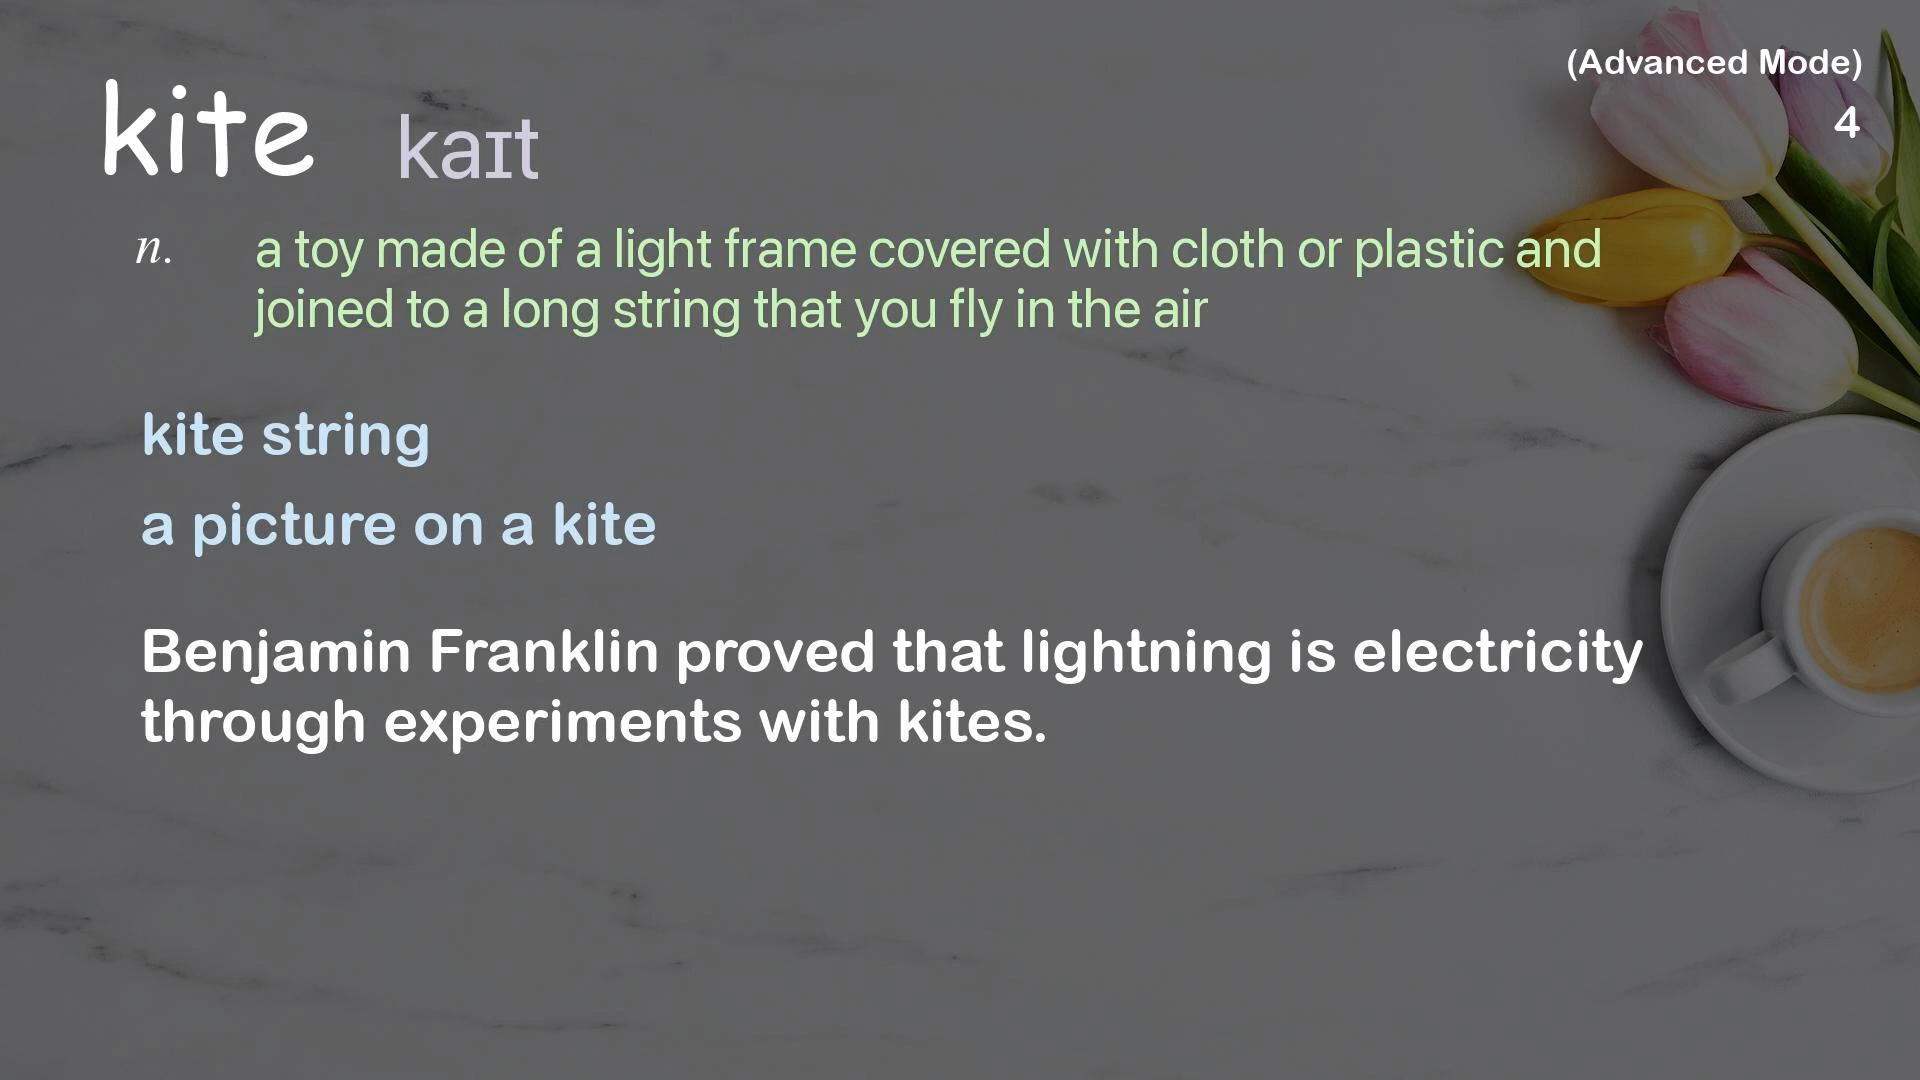 (Advanced Mode)
4
kite kaɪt
n. a toy made of a light frame covered with cloth or plastic and
joined to a long string that you fly in the air
kite string
a picture on a kite
Benjamin Franklin proved that lightning is electricity
through experiments with kites.